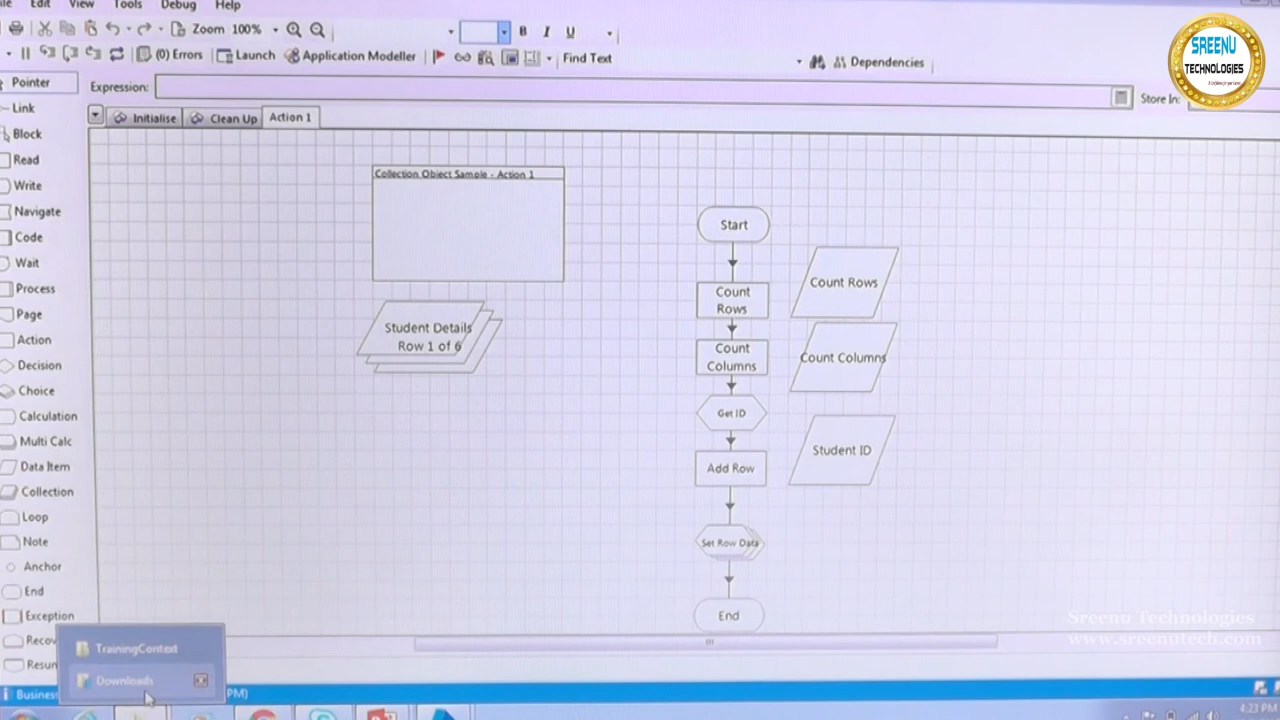 Edit View Tools Debug Help
Zoom 100% B I U
(0) Errors Launch Application Modeller Find Text Dependencies
Expression: Store In:
Initialise Clean Up Action 1
Pointer
Link
Block
Read
Write
Navigate
Code
Wait
Process
Page
Action
Decision
Choice
Calculation
Multi Calc
Data Item
Collection
Loop
Note
Anchor
End
Exception
Collection Object Sample - Action 1
Student Details
Row 1 of 6
Start
Count
Rows
Count
Columns
Get ID
Add Row
Set Row Data
End
Count Rows
Count Columns
Student ID
TrainingContext
Downloads
PM)
4:23 PM
SREENU
TECHNOLOGIES
Sreenu Technologies
www.sreenutech.com